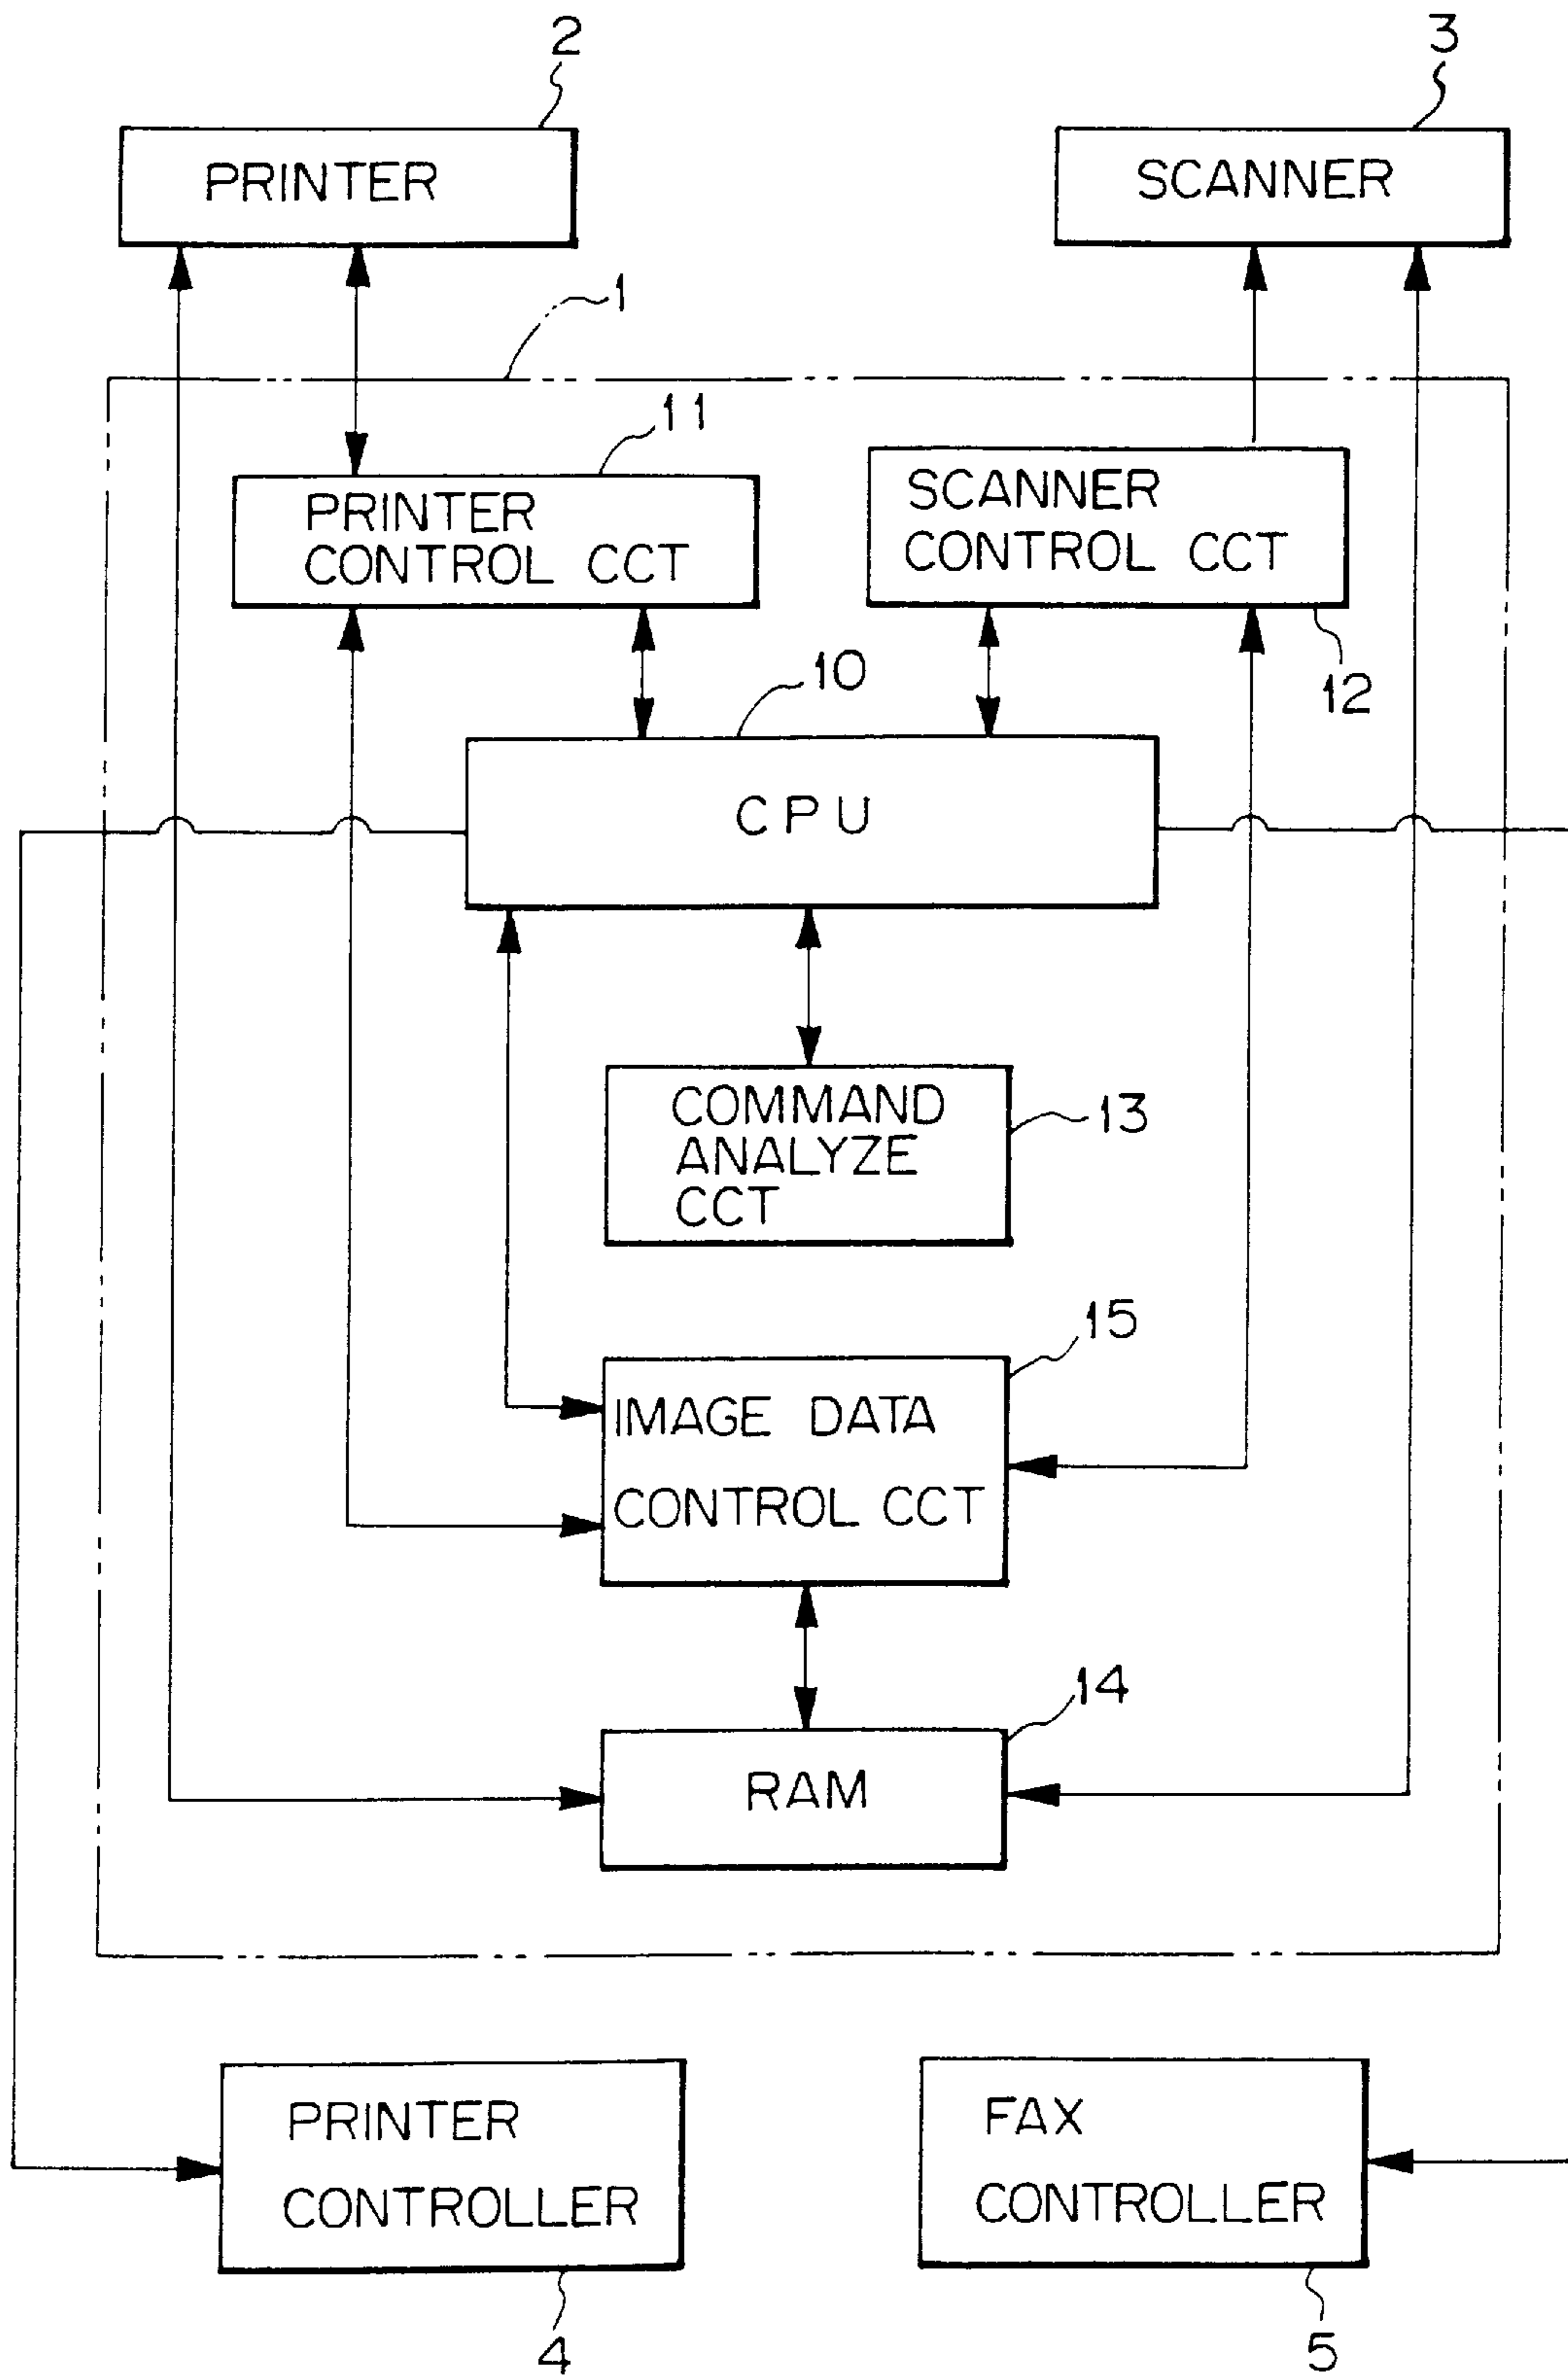 2
3
PRINTER
SCANNER
1
11
PRINTER
CONTROL CCT
SCANNER
CONTROL CCT
10
12
CPU
COMMAND
ANALYZE
CCT
13
15
IMAGE DATA
CONTROL CCT
14
RAM
PRINTER
CONTROLLER
FAX
CONTROLLER
4
5